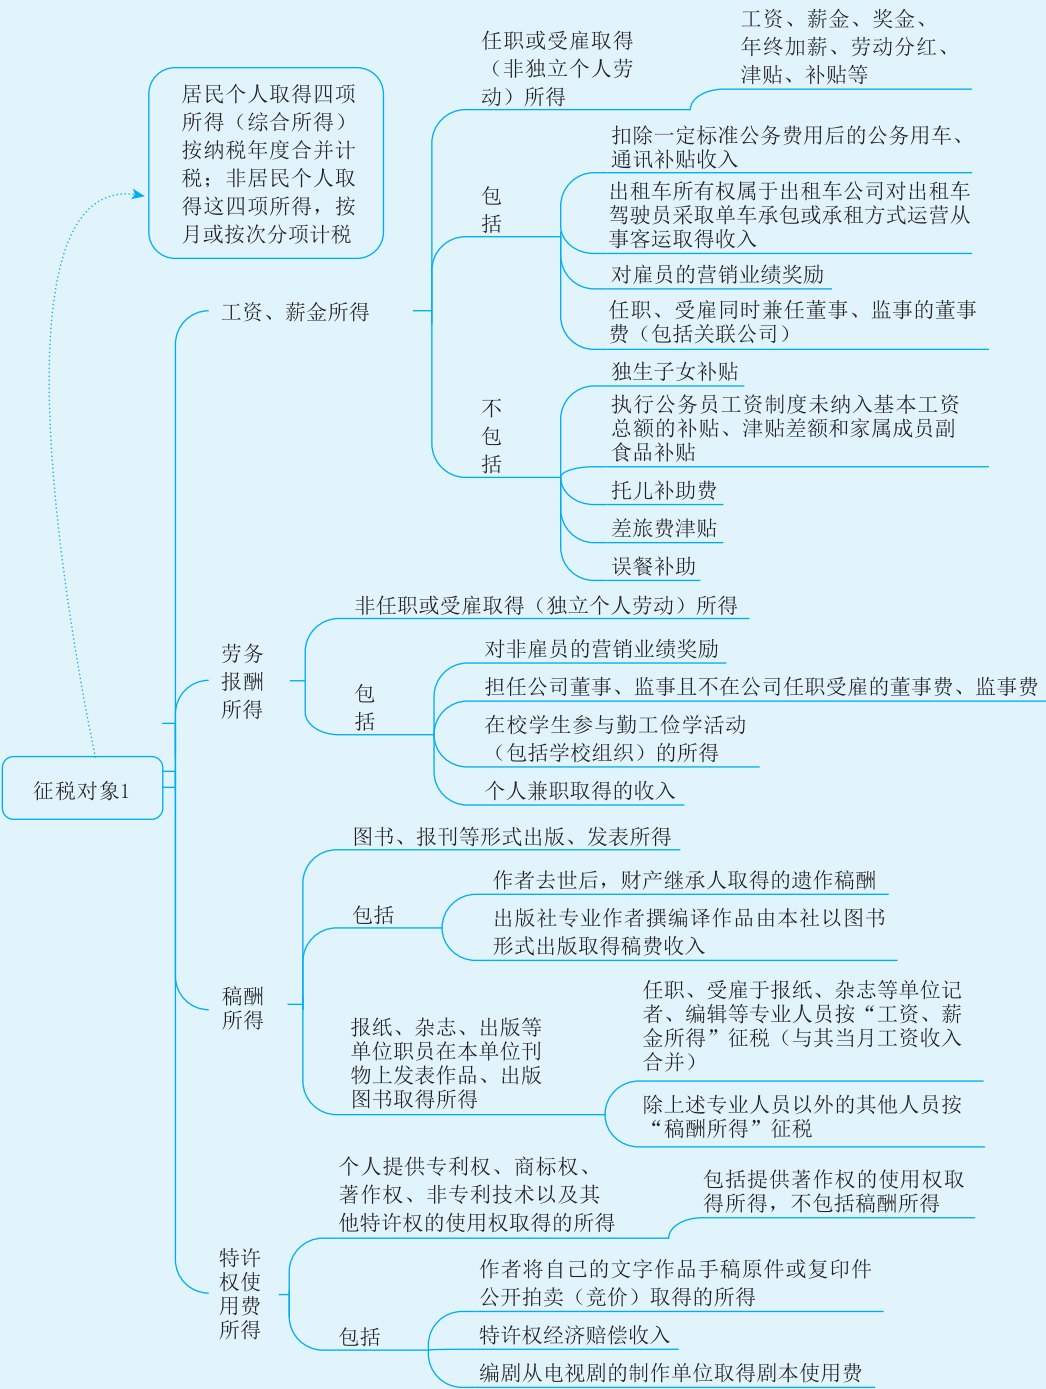 居民个人取得四项
所得（综合所得）
按纳税年度合并计
税；非居民个人取
得这四项所得，按
月或按次分项计税
征税对象1
工资、薪金所得
任职或受雇取得
（非独立个人劳
动）所得
工资、薪金、奖金、
年终加薪、劳动分红、
津贴、补贴等
包
括
扣除一定标准公务费用后的公务用车、
通讯补贴收入
出租车所有权属于出租车公司对出租车
驾驶员采取单车承包或承租方式运营从
事客运取得收入
对雇员的营销业绩奖励
任职、受雇同时兼任董事、监事的董事
费（包括关联公司）
不
包
括
独生子女补贴
执行公务员工资制度未纳入基本工资
总额的补贴、津贴差额和家属成员副
食品补贴
托儿补助费
差旅费津贴
误餐补助
劳务
报酬
所得
非任职或受雇取得（独立个人劳动）所得
包
括
对非雇员的营销业绩奖励
担任公司董事、监事且不在公司任职受雇的董事费、监事费
在校学生参与勤工俭学活动
（包括学校组织）的所得
个人兼职取得的收入
稿酬
所得
图书、报刊等形式出版、发表所得
包括
作者去世后，财产继承人取得的遗作稿酬
出版社专业作者撰编译作品由本社以图书
形式出版取得稿费收入
报纸、杂志、出版等
单位职员在本单位刊
物上发表作品、出版
图书取得所得
任职、受雇于报纸、杂志等单位记
者、编辑等专业人员按“工资、薪
金所得”征税（与其当月工资收入
合并）
除上述专业人员以外的其他人员按
“稿酬所得”征税
特许
权使
用费
所得
个人提供专利权、商标权、
著作权、非专利技术以及其
他特许权的使用权取得的所得
包括提供著作权的使用权取
得所得，不包括稿酬所得
包括
作者将自己的文字作品手稿原件或复印件
公开拍卖（竞价）取得的所得
特许权经济赔偿收入
编剧从电视剧的制作单位取得剧本使用费